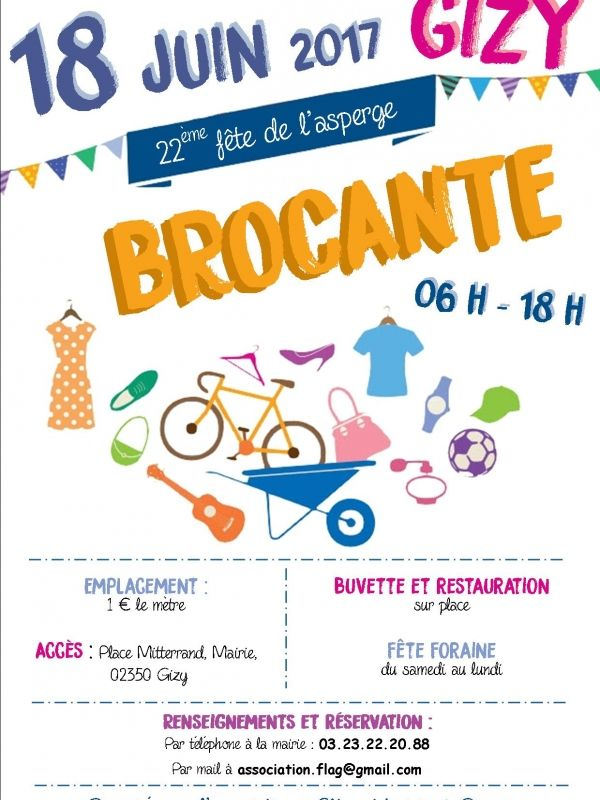 18 JUIN 2017 GIZY
22ème fête de l'asperge
BROCANTE
06 H - 18 H
EMPLACEMENT :
1 € le mètre
ACCÈS : Place Mitterrand, Mairie,
02350 Gizy
BUVETTE ET RESTAURATION
sur place
FÊTE FORAINE
du samedi au lundi
RENSEIGNEMENTS ET RÉSERVATION :
Par téléphone à la mairie : 03.23.22.20.88
Par mail à association.flag@gmail.com